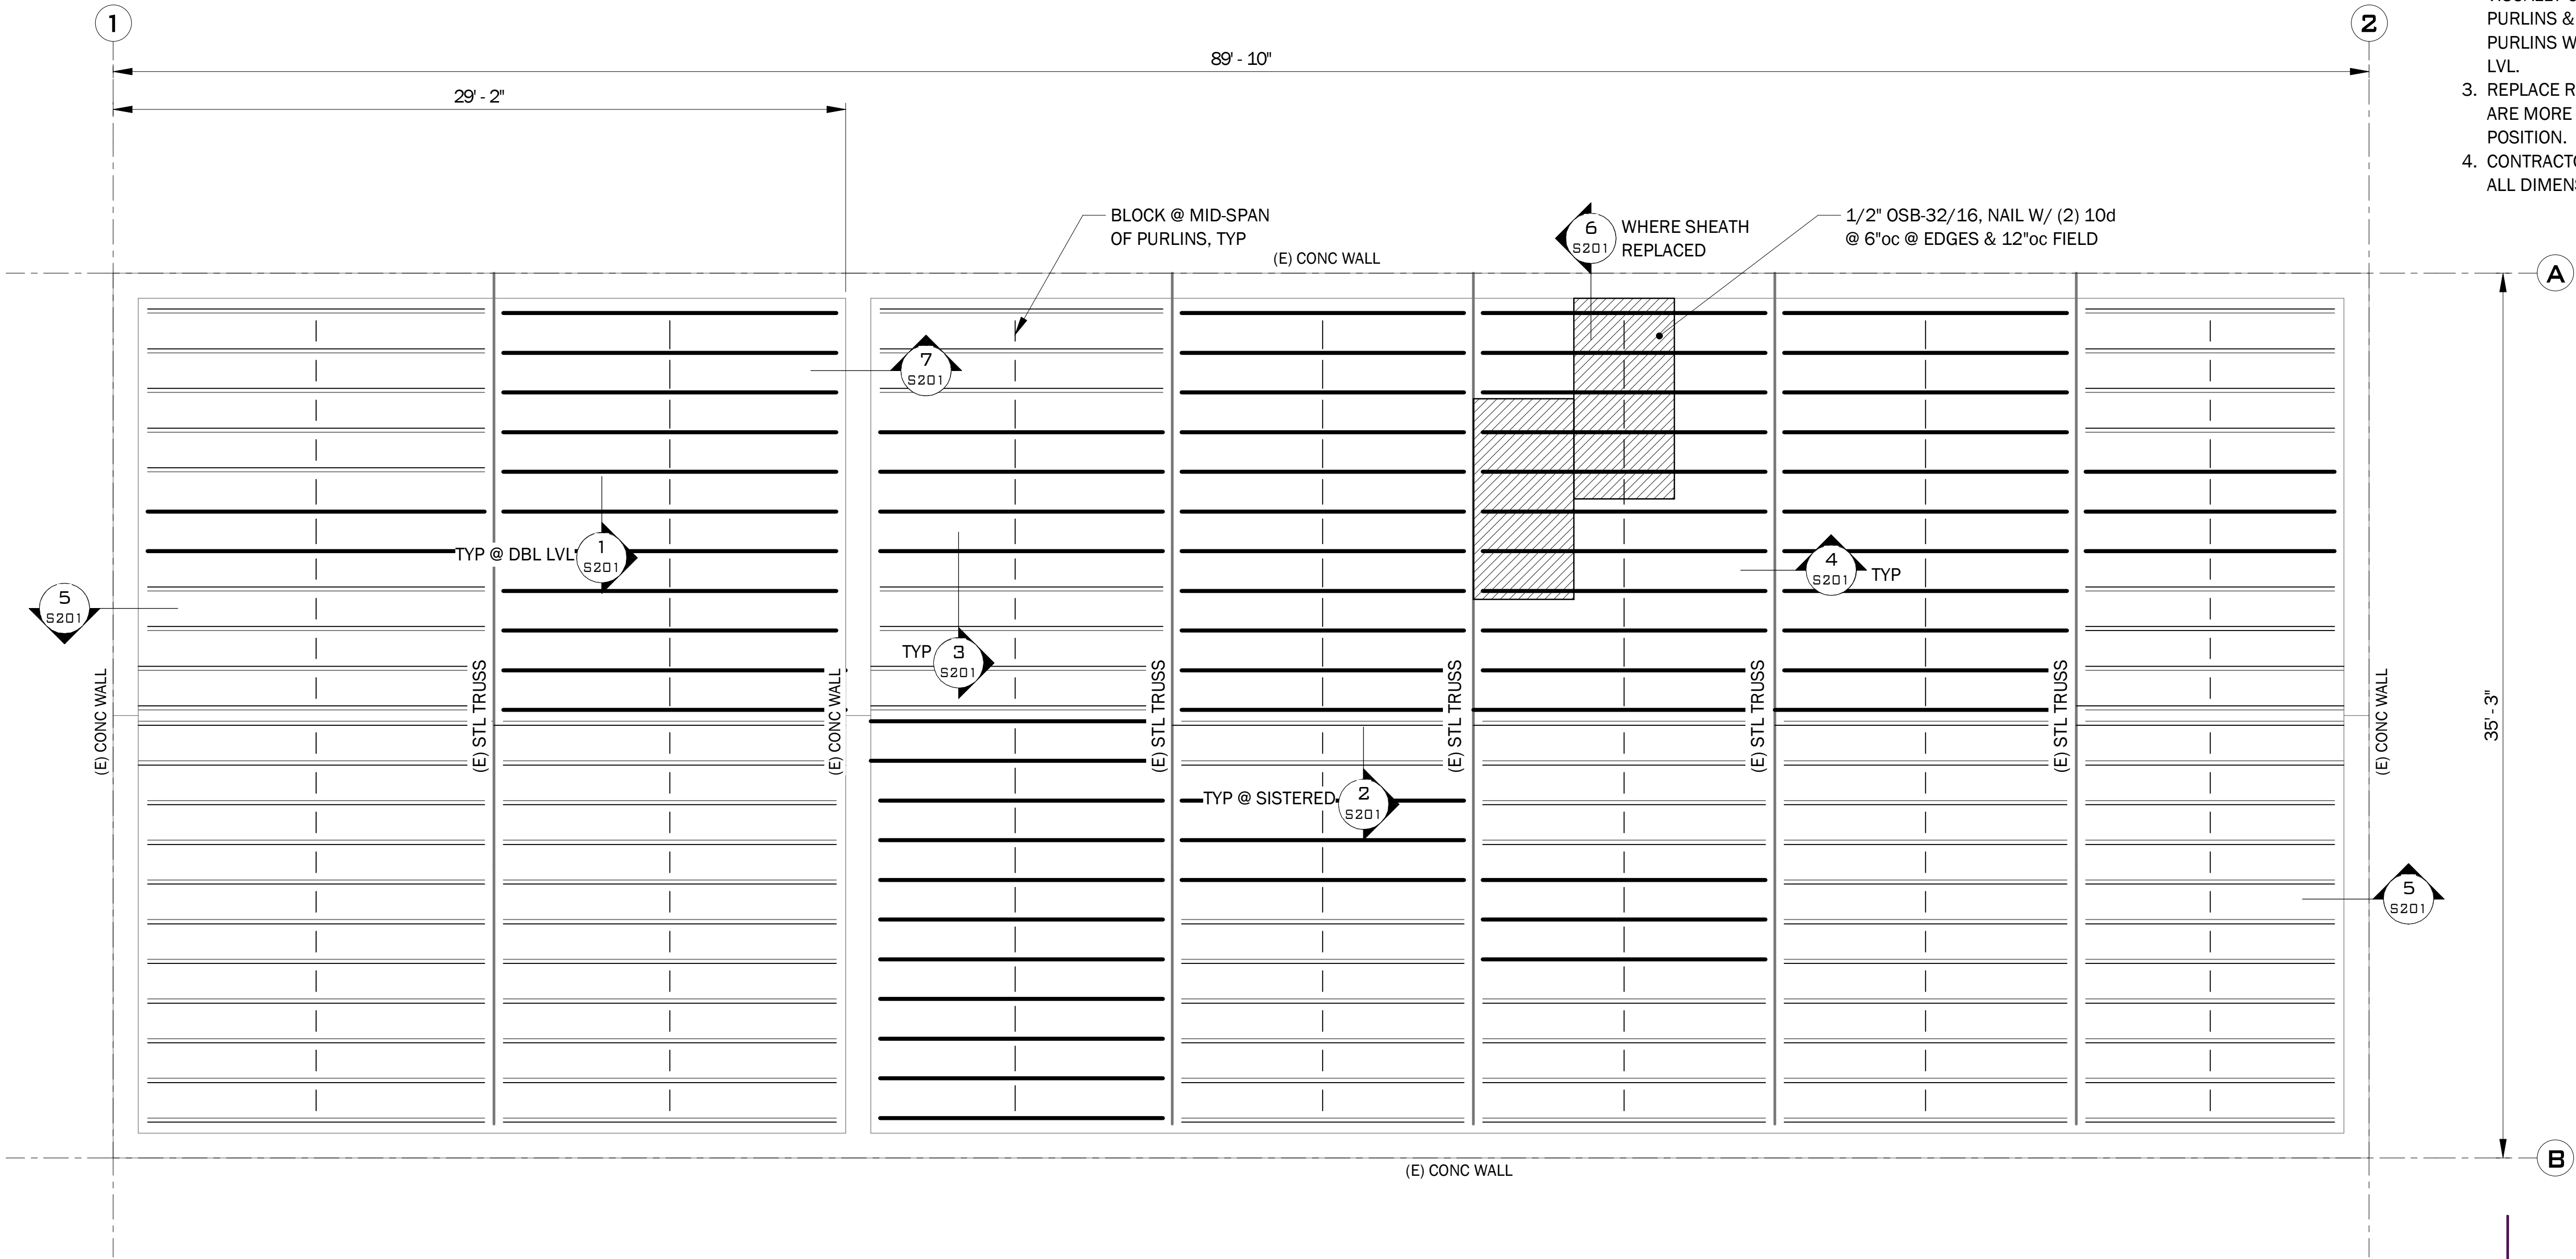 1
2
89' - 10"
29' - 2"
PURLINS &
PURLINS W
LVL.
3. REPLACE R
ARE MORE
POSITION.
4. CONTRACTO
ALL DIMENS
BLOCK @ MID-SPAN
OF PURLINS, TYP
(E) CONC WALL
6
S201
WHERE SHEATH
REPLACED
1/2" OSB-32/16, NAIL W/ (2) 10d
@ 6"oc @ EDGES & 12"oc FIELD
A
7
S201
TYP @ DBL LVL
1
S201
4
S201
TYP
5
S201
TYP
3
S201
(E) CONC WALL
(E) STL TRUSS
(E) CONC WALL
(E) STL TRUSS
(E) STL TRUSS
(E) STL TRUSS
(E) STL TRUSS
(E) CONC WALL
35' - 3"
TYP @ SISTERED
2
S201
5
S201
B
(E) CONC WALL